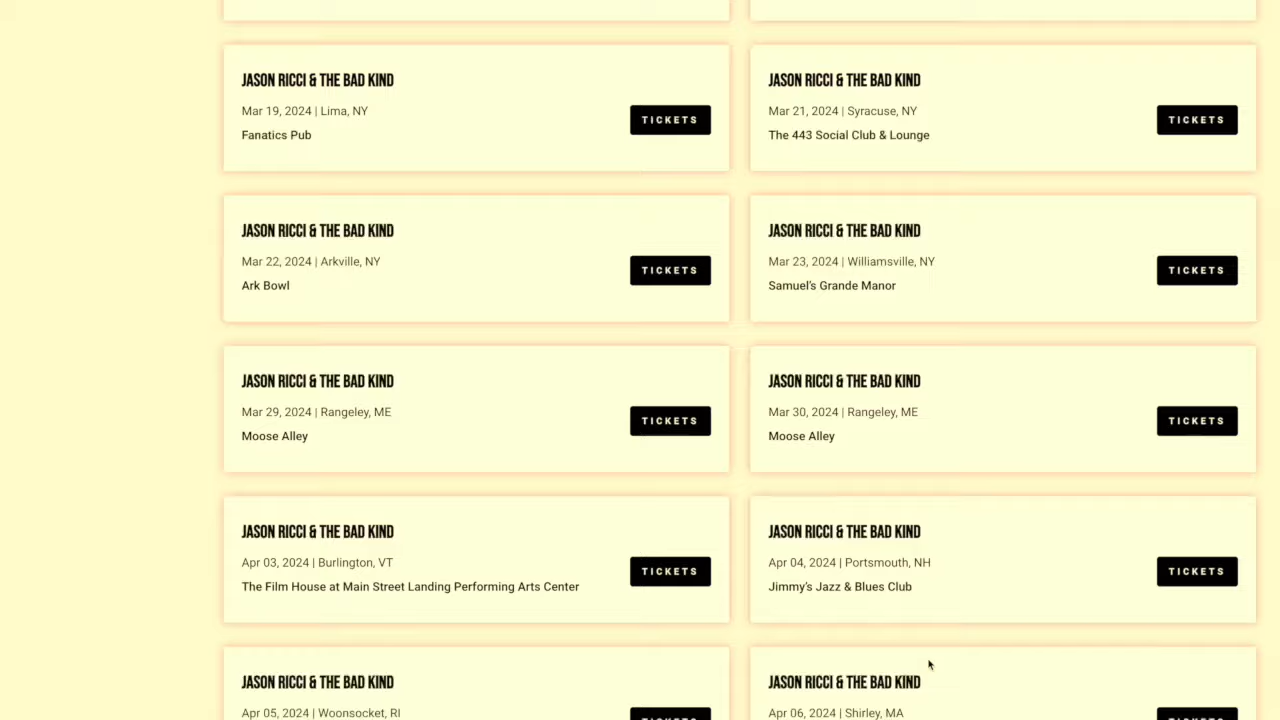 JASON RICCI & THE BAD KIND
Mar 19, 2024 | Lima, NY
Fanatics Pub
TICKETS
JASON RICCI & THE BAD KIND
Mar 21, 2024 | Syracuse, NY
The 443 Social Club & Lounge
TICKETS
JASON RICCI & THE BAD KIND
Mar 22, 2024 | Arkville, NY
Ark Bowl
TICKETS
JASON RICCI & THE BAD KIND
Mar 23, 2024 | Williamsville, NY
Samuel's Grande Manor
TICKETS
JASON RICCI & THE BAD KIND
Mar 29, 2024 | Rangeley, ME
Moose Alley
TICKETS
JASON RICCI & THE BAD KIND
Mar 30, 2024 | Rangeley, ME
Moose Alley
TICKETS
JASON RICCI & THE BAD KIND
Apr 03, 2024 | Burlington, VT
The Film House at Main Street Landing Performing Arts Center
TICKETS
JASON RICCI & THE BAD KIND
Apr 04, 2024 | Portsmouth, NH
Jimmy's Jazz & Blues Club
TICKETS
JASON RICCI & THE BAD KIND
Apr 05, 2024 | Woonsocket, RI
JASON RICCI & THE BAD KIND
Apr 06, 2024 | Shirley, MA